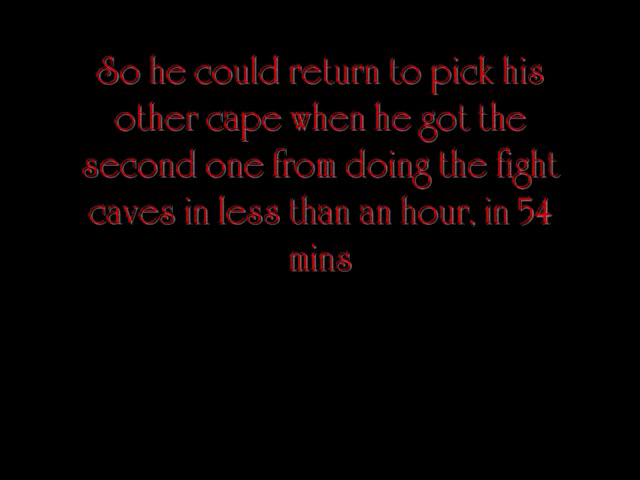 So he could return to pick his
other cape when he got the
second one from doing the fight
caves in less than an hour, in 54
mins